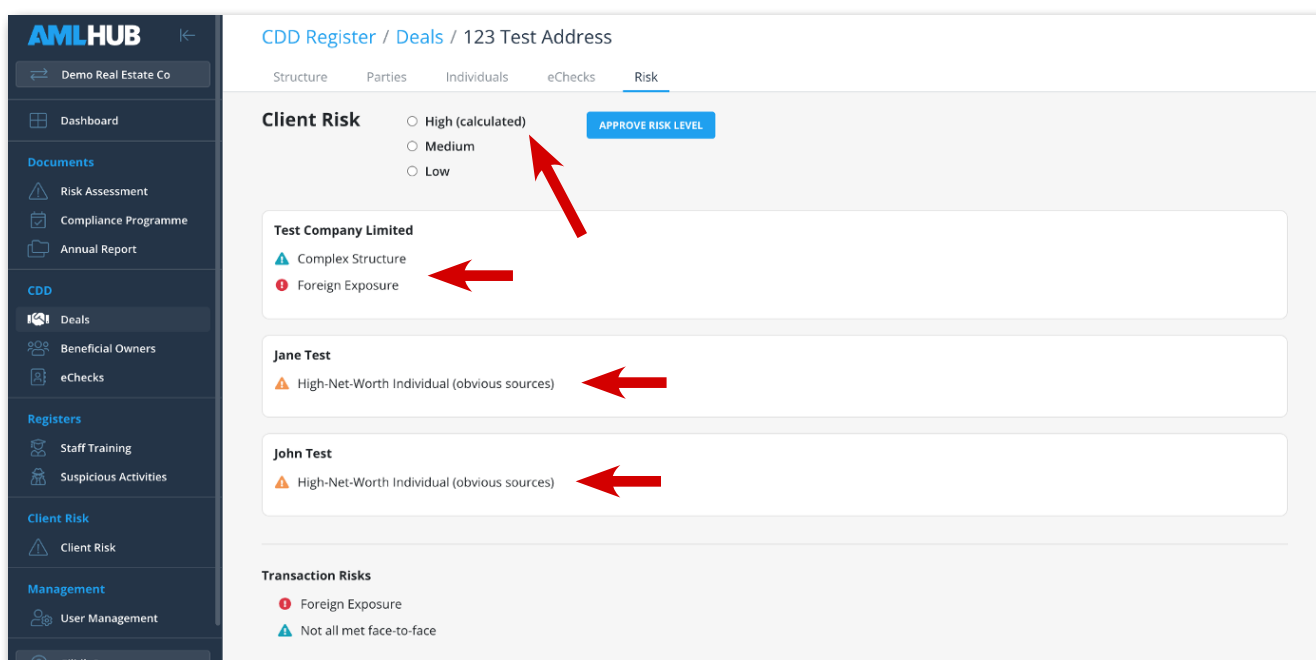 AMLHUB
Demo Real Estate Co
Dashboard
Documents
Risk Assessment
Compliance Programme
Annual Report
CDD
Deals
Beneficial Owners
eChecks
Registers
Staff Training
Suspicious Activities
Client Risk
Client Risk
Management
User Management
CDD Register / Deals / 123 Test Address
Structure Parties Individuals eChecks Risk
Client Risk
High (calculated)
Medium
Low
APPROVE RISK LEVEL
Test Company Limited
Complex Structure
Foreign Exposure
Jane Test
High-Net-Worth Individual (obvious sources)
John Test
High-Net-Worth Individual (obvious sources)
Transaction Risks
Foreign Exposure
Not all met face-to-face